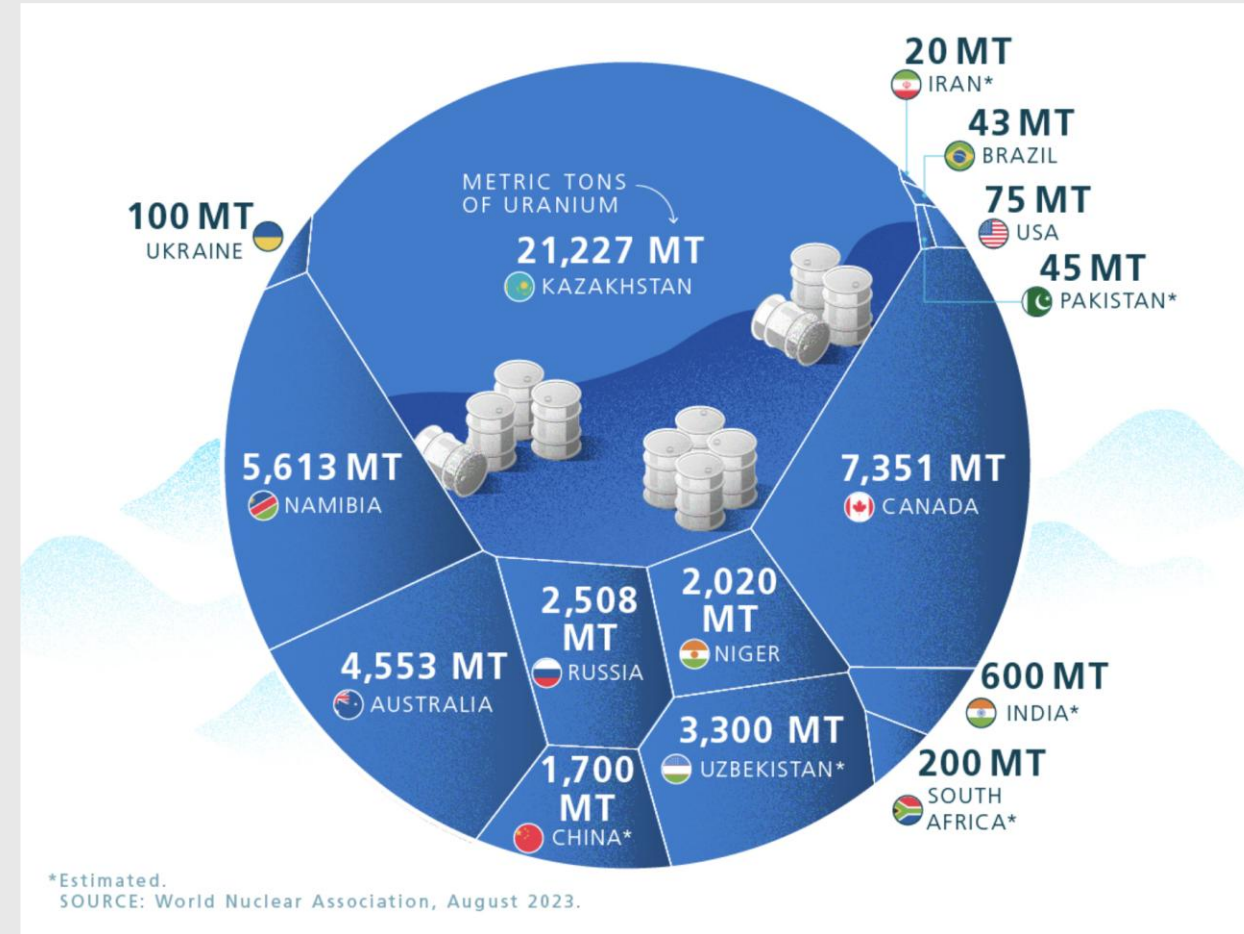 20 MT
IRAN*
43 MT
BRAZIL
75 MT
USA
45 MT
PAKISTAN*
100 MT
UKRAINE
METRIC TONS
OF URANIUM
21,227 MT
KAZAKHSTAN
5,613 MT
NAMIBIA
7,351 MT
CANADA
4,553 MT
AUSTRALIA
2,508
MT
RUSSIA
2,020
MT
NIGER
3,300 MT
UZBEKISTAN*
1,700
MT
CHINA*
600 MT
INDIA*
200 MT
SOUTH
AFRICA*
*Estimated.
SOURCE: World Nuclear Association, August 2023.